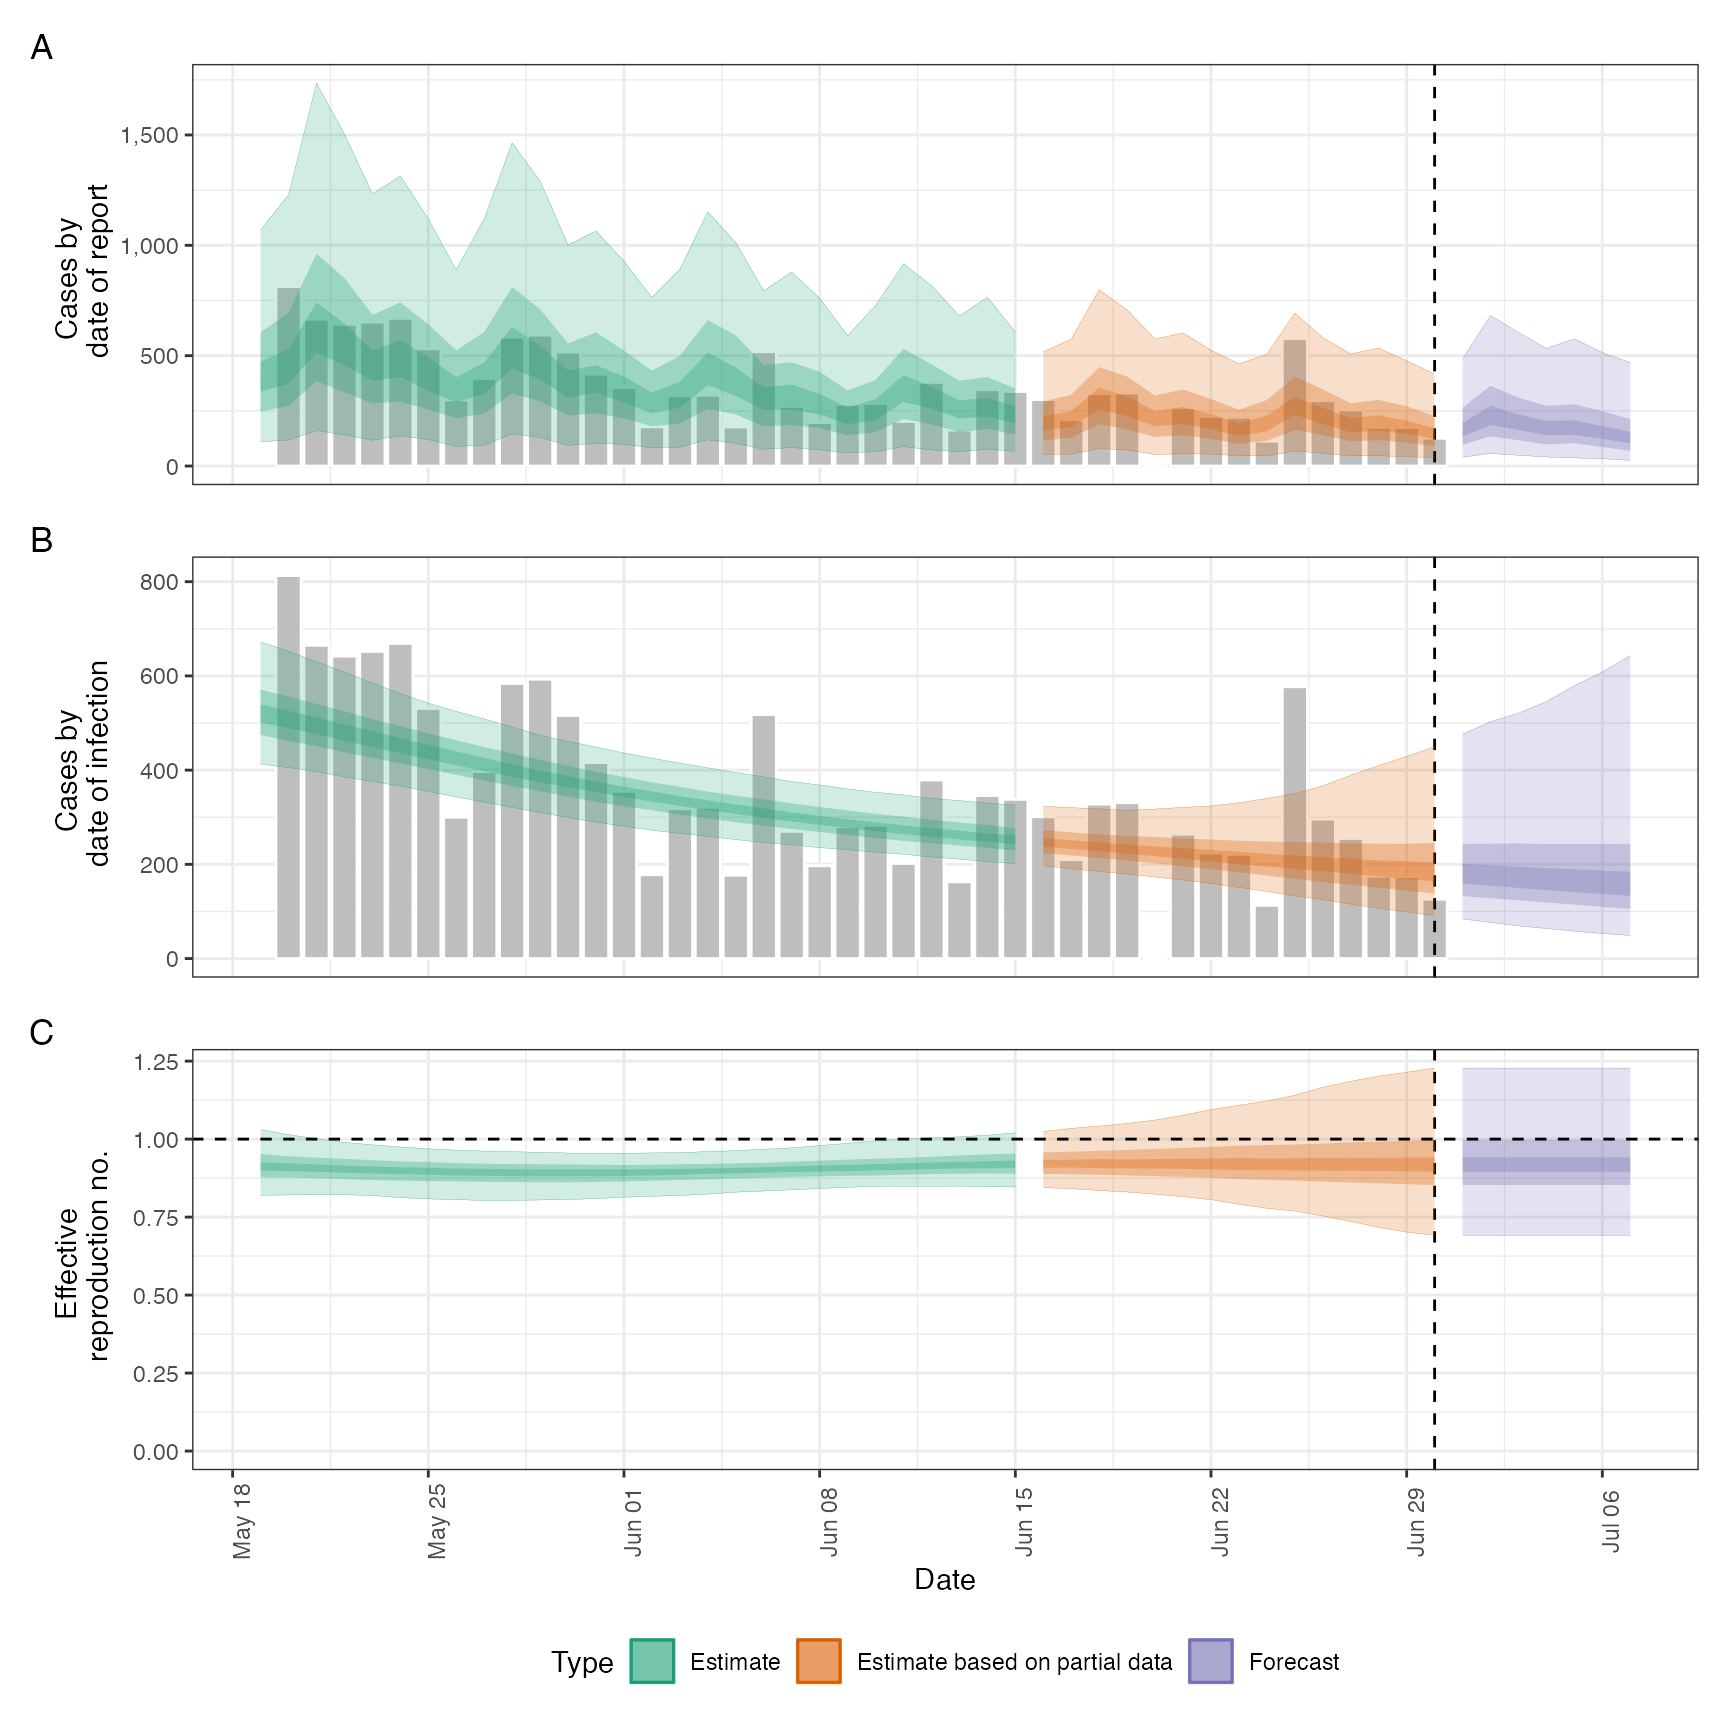 A
1,500
1,000
500
0
Cases by
date of report
B
800
600
400
200
0
Cases by
date of infection
C
1.25
1.00
0.75
0.50
0.25
0.00
Effective
reproduction no.
May 18
May 25
Jun 01
Jun 08
Jun 15
Jun 22
Jun 29
Jul 06
Date
Type
Estimate
Estimate based on partial data
Forecast